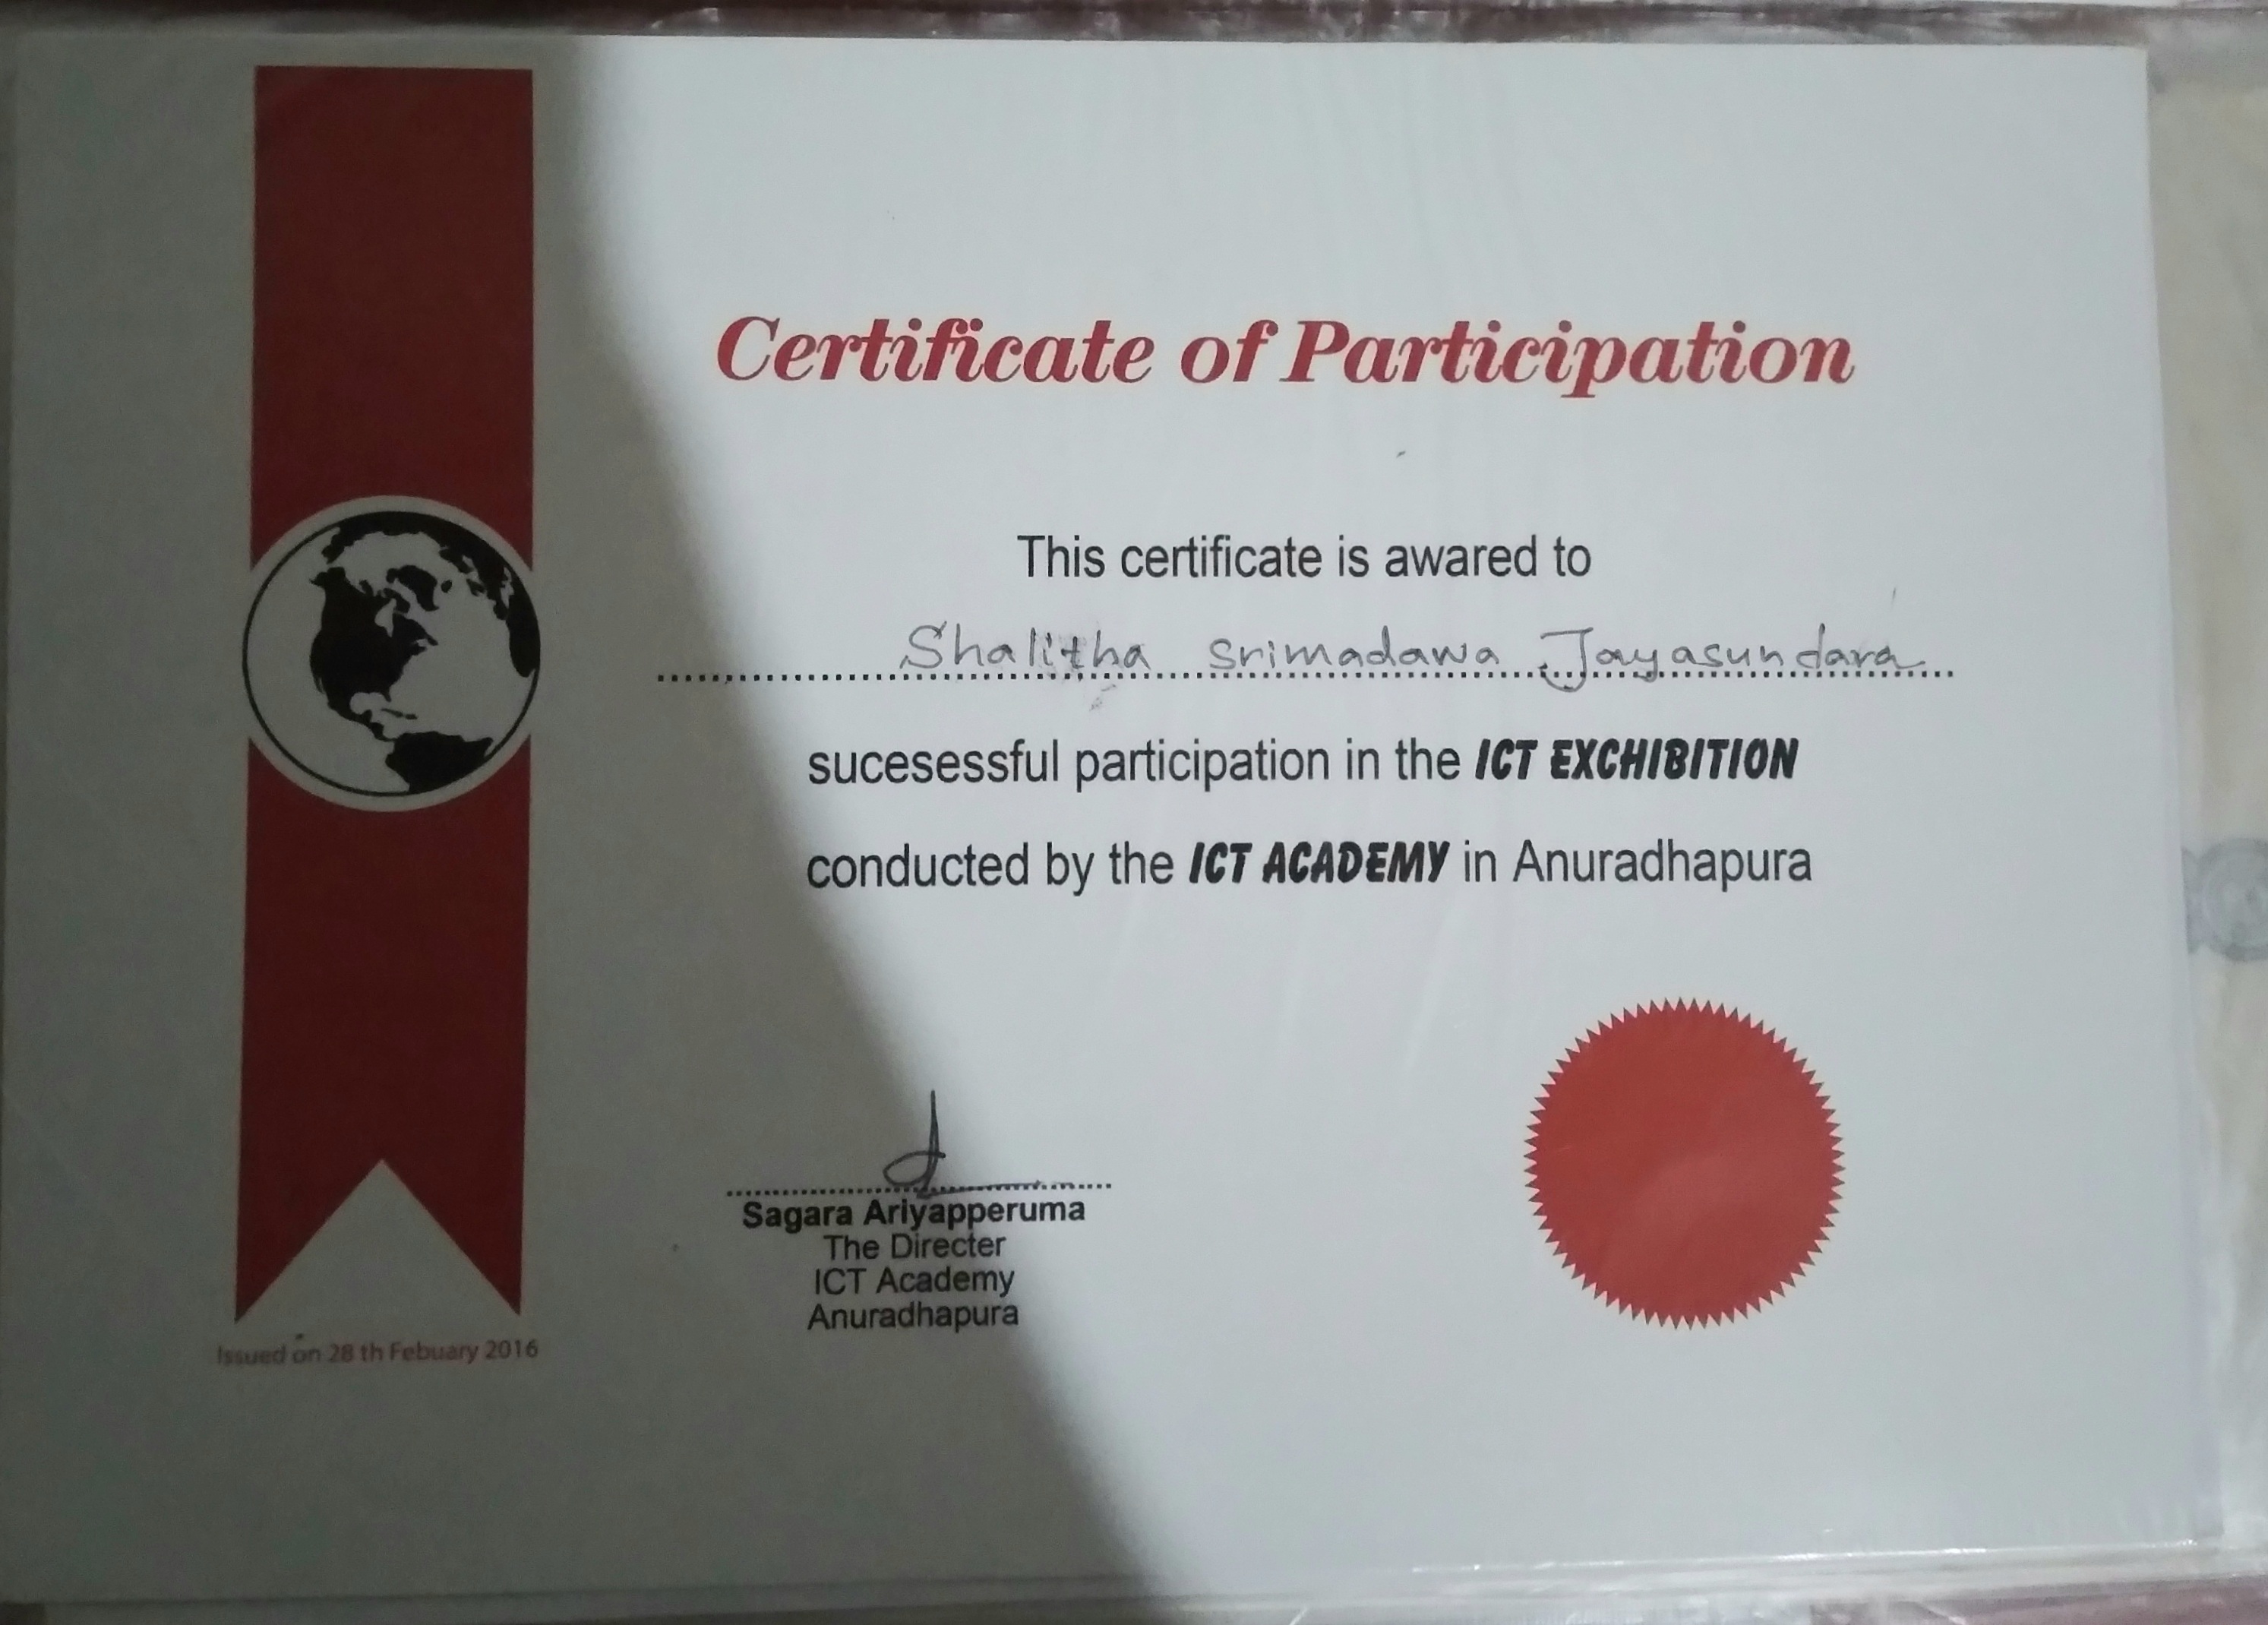 Certificate of Participation
This certificate is awared to
Shalitha Srimadawa Jayasundara
sucesessful participation in the ICT EXCHIBITION
conducted by the ICT ACADEMY in Anuradhapura
Sagara Ariyapperuma
The Directer
ICT Academy
Anuradhapura
Issued on 28 th Febuary 2016